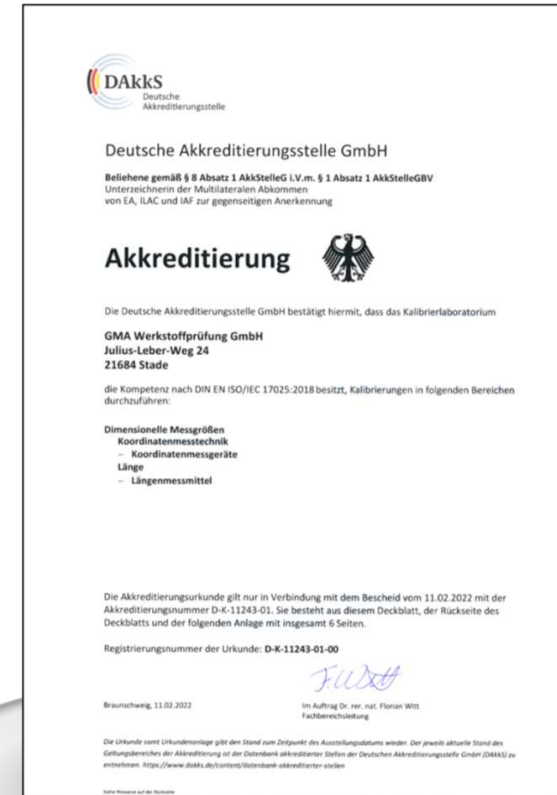 DAkkS
Deutsche
Akkreditierungsstelle
Deutsche Akkreditierungsstelle GmbH
Beliehene gemäß § 8 Absatz 1 AkkStelleG i.V.m. § 1 Absatz 1 AkkStelleGBV
Unterzeichnerin der Multilateralen Abkommen
von EA, ILAC und IAF zur gegenseitigen Anerkennung
Akkreditierung
Die Deutsche Akkreditierungsstelle GmbH bestätigt hiermit, dass das Kalibrierlaboratorium
GMA Werkstoffprüfung GmbH
Julius-Leber-Weg 24
21684 Stade
die Kompetenz nach DIN EN ISO/IEC 17025:2018 besitzt, Kalibrierungen in folgenden Bereichen
durchzuführen:
Dimensionelle Messgrößen
Koordinatenmesstechnik
– Koordinatenmessgeräte
Länge
– Längenmessmittel
Die Akkreditierungsurkunde gilt nur in Verbindung mit dem Bescheid vom 11.02.2022 mit der
Akkreditierungsnummer D-K-11243-01. Sie besteht aus diesem Deckblatt, der Rückseite des
Deckblatts und der folgenden Anlage mit insgesamt 6 Seiten.
Registrierungsnummer der Urkunde: D-K-11243-01-00
F. Witt
Braunschweig, 11.02.2022
Im Auftrag Dr. rer. nat. Florian Witt
Fachbereichsleitung
Die Urkunde samt Urkundenanlage gibt den Stand zum Zeitpunkt des Ausstellungsdatums wieder. Der jeweils aktuelle Stand des
Geltungsbereiches der Akkreditierung ist der Datenbank akkreditierter Stellen der Deutschen Akkreditierungsstelle GmbH (DAkkS) zu
entnehmen. https://www.dakks.de/content/datenbank-akkreditierter-stellen
Siehe Hinweise auf der Rückseite